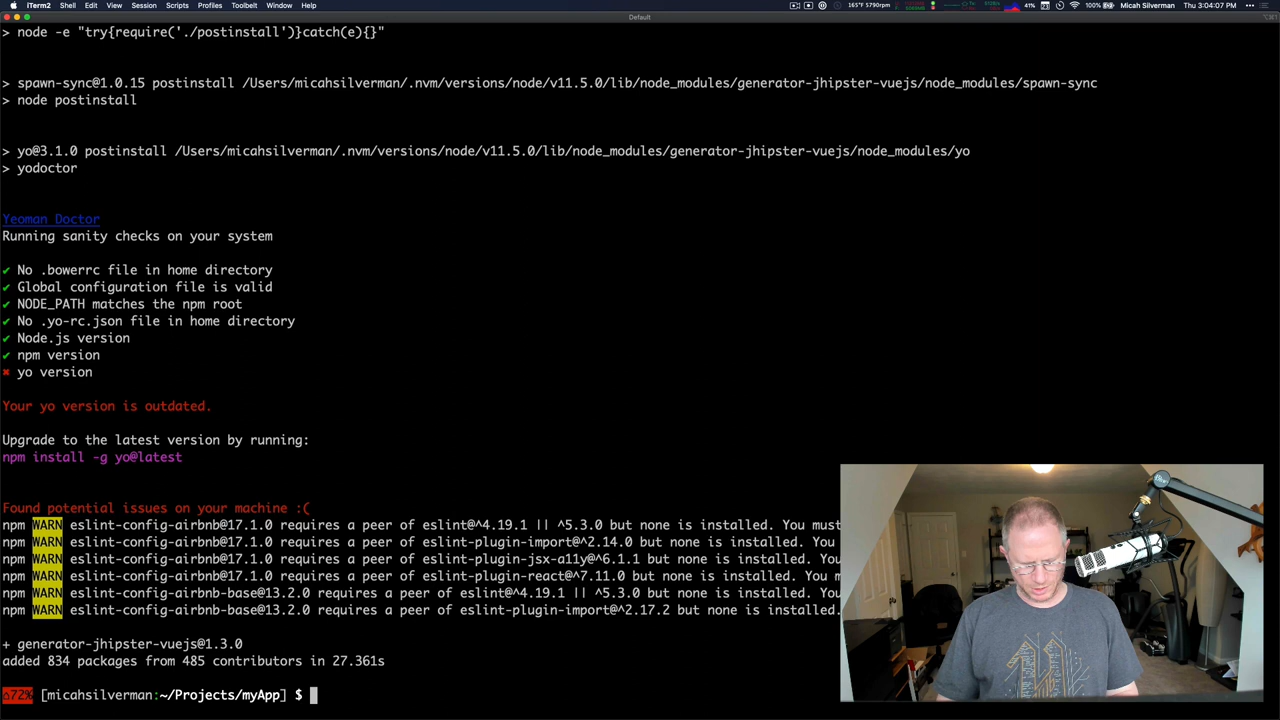 iTerm2 Shell Edit View Session Scripts Profiles Toolbelt Window Help 165°F 5790rpm 41% 100% Micah Silverman Thu 3:04:07
Default
> node -e "try{require('./postinstall')}catch(e){}"
> spawn-sync@1.0.15 postinstall /Users/micahsilverman/.nvm/versions/node/v11.5.0/lib/node_modules/generator-jhipster-vuejs/node_modules/spawn-sync
> node postinstall
> yo@3.1.0 postinstall /Users/micahsilverman/.nvm/versions/node/v11.5.0/lib/node_modules/generator-jhipster-vuejs/node_modules/yo
> yodoctor
Yeoman Doctor
Running sanity checks on your system
✔ No .bowerrc file in home directory
✔ Global configuration file is valid
✔ NODE_PATH matches the npm root
✔ No .yo-rc.json file in home directory
✔ Node.js version
✔ npm version
✖ yo version
Your yo version is outdated.
Upgrade to the latest version by running:
npm install -g yo@latest
Found potential issues on your machine :(
npm WARN eslint-config-airbnb@17.1.0 requires a peer of eslint@^4.19.1 || ^5.3.0 but none is installed. You must
npm WARN eslint-config-airbnb@17.1.0 requires a peer of eslint-plugin-import@^2.14.0 but none is installed. You
npm WARN eslint-config-airbnb@17.1.0 requires a peer of eslint-plugin-jsx-a11y@^6.1.1 but none is installed. You
npm WARN eslint-config-airbnb@17.1.0 requires a peer of eslint-plugin-react@^7.11.0 but none is installed. You m
npm WARN eslint-config-airbnb-base@13.2.0 requires a peer of eslint@^4.19.1 || ^5.3.0 but none is installed. You
npm WARN eslint-config-airbnb-base@13.2.0 requires a peer of eslint-plugin-import@^2.17.2 but none is installed.
+ generator-jhipster-vuejs@1.3.0
added 834 packages from 485 contributors in 27.361s
72% [micahsilverman:~/Projects/myApp] $